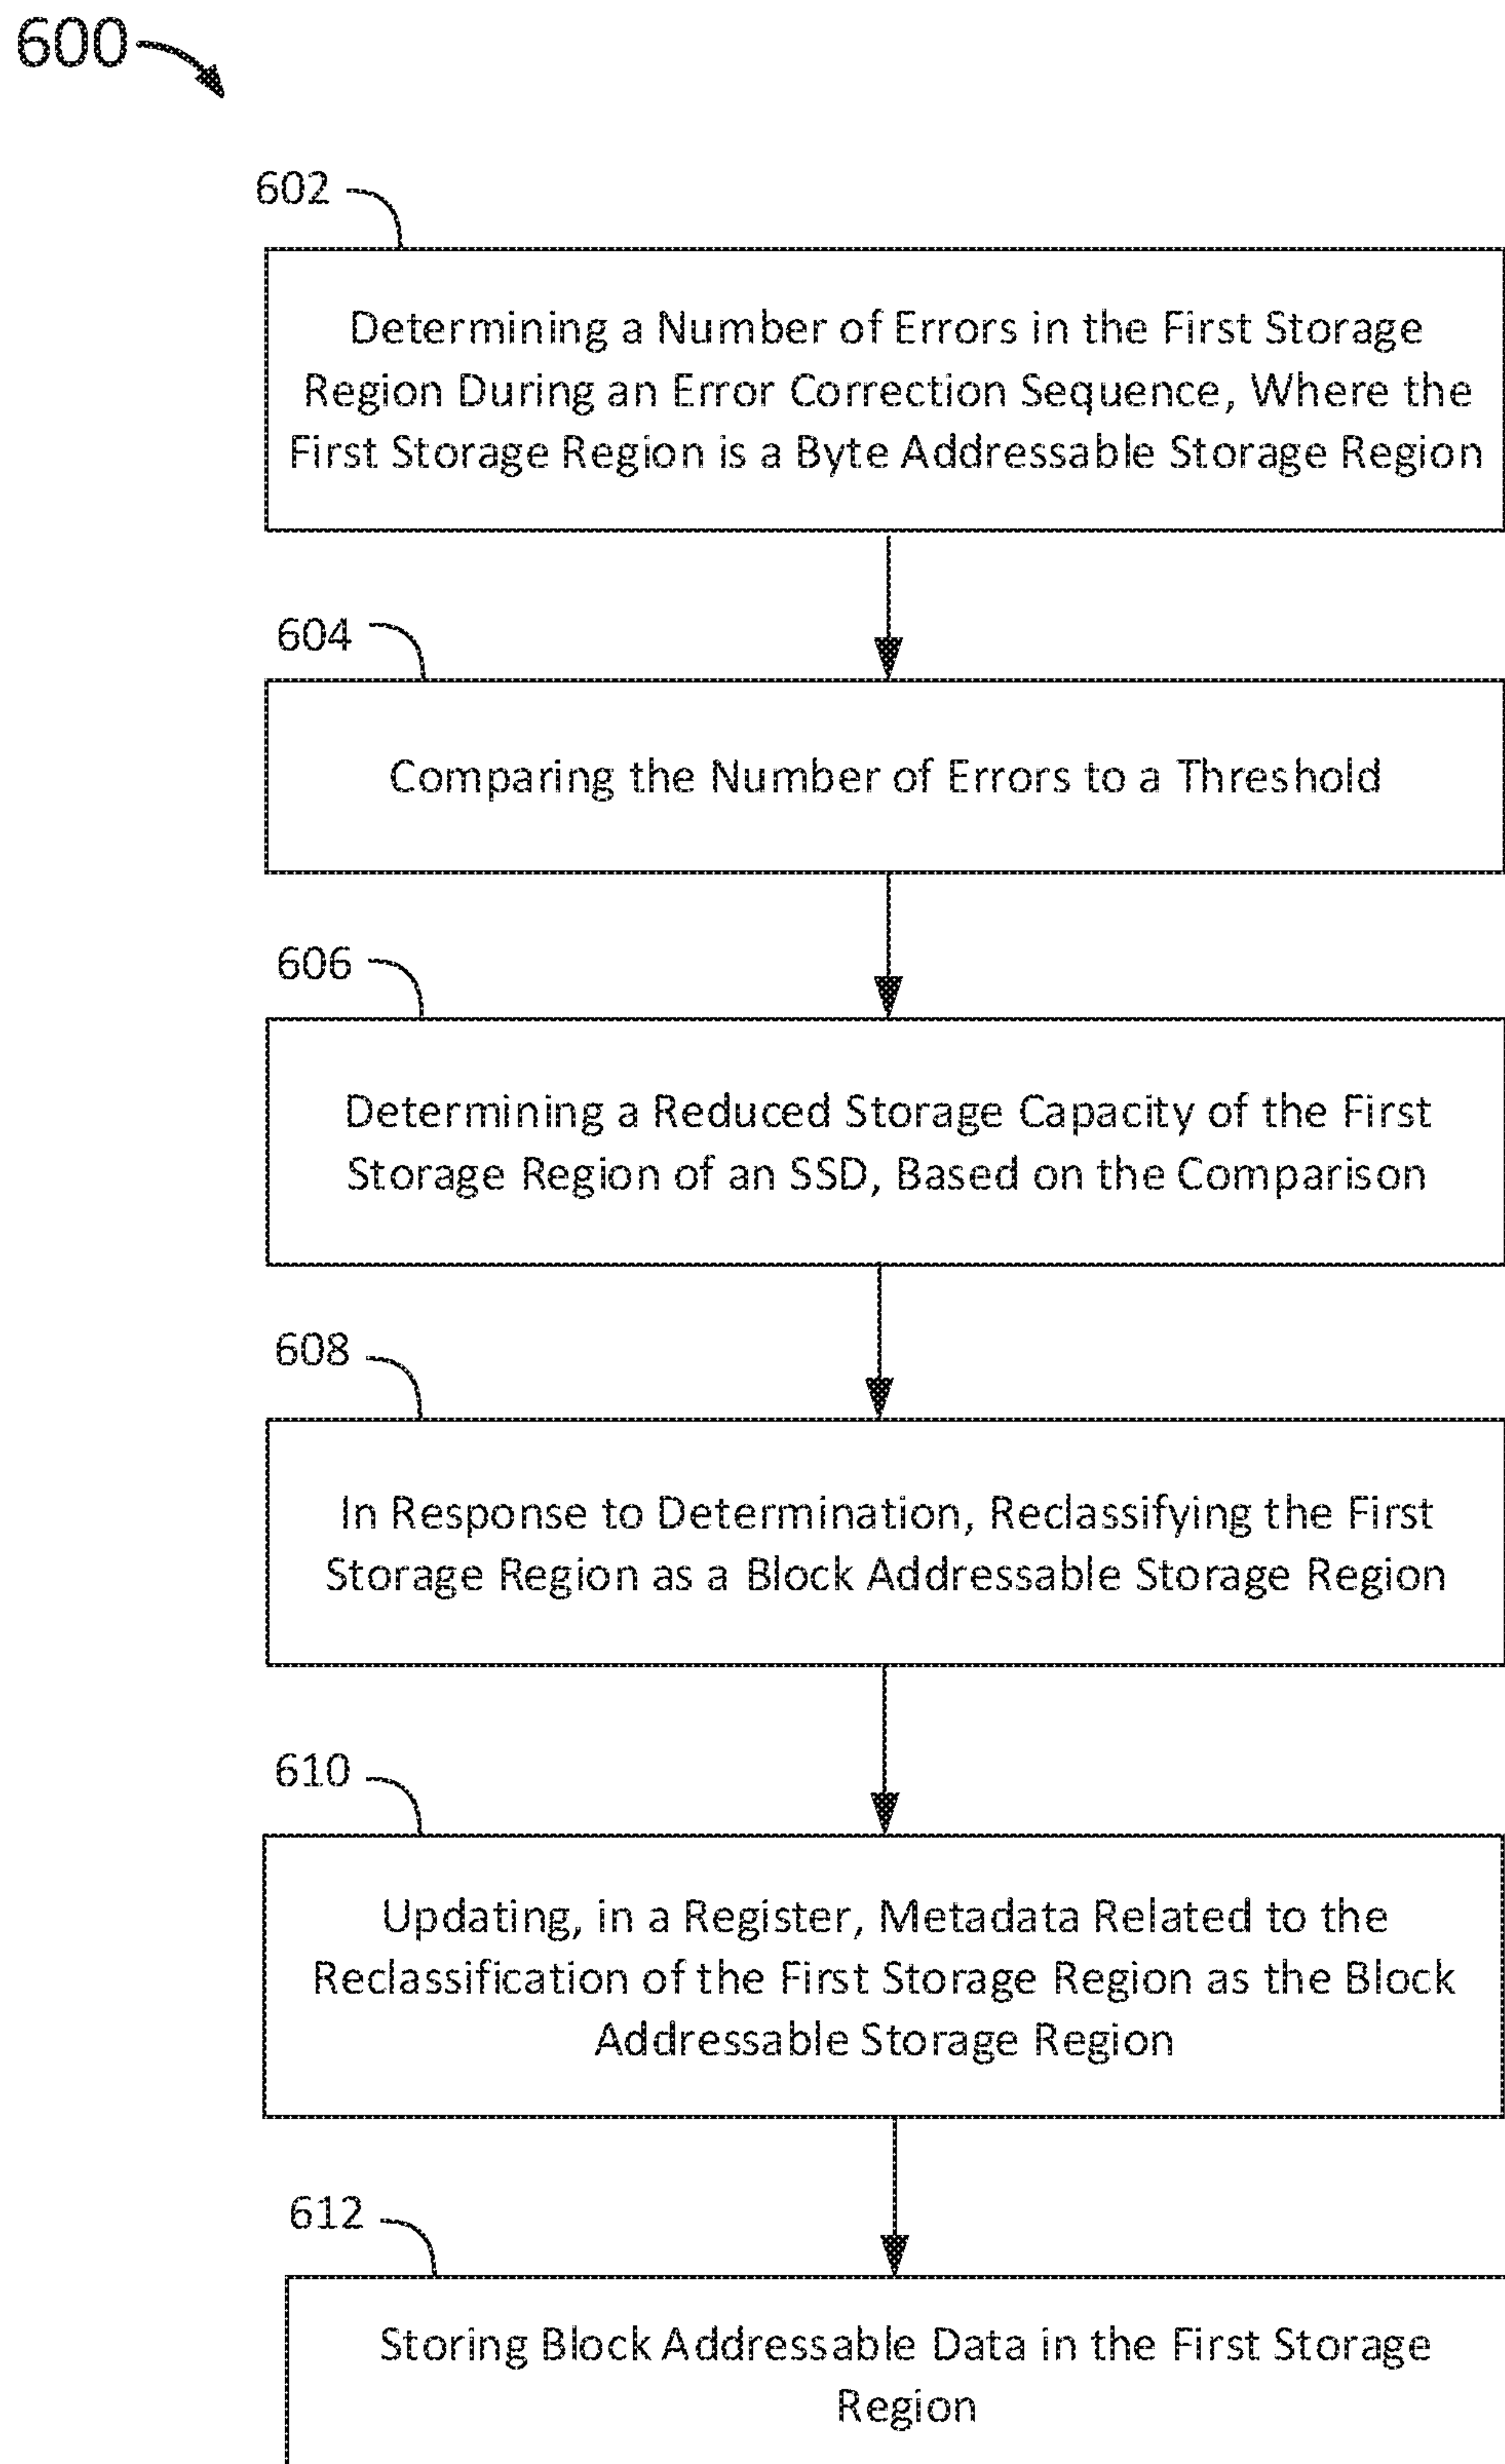 600
602
Determining a Number of Errors in the First Storage
Region During an Error Correction Sequence, Where the
First Storage Region is a Byte Addressable Storage Region
604
Comparing the Number of Errors to a Threshold
606
Determining a Reduced Storage Capacity of the First
Storage Region of an SSD, Based on the Comparison
608
In Response to Determination, Reclassifying the First
Storage Region as a Block Addressable Storage Region
610
Updating, in a Register, Metadata Related to the
Reclassification of the First Storage Region as the Block
Addressable Storage Region
612
Storing Block Addressable Data in the First Storage
Region